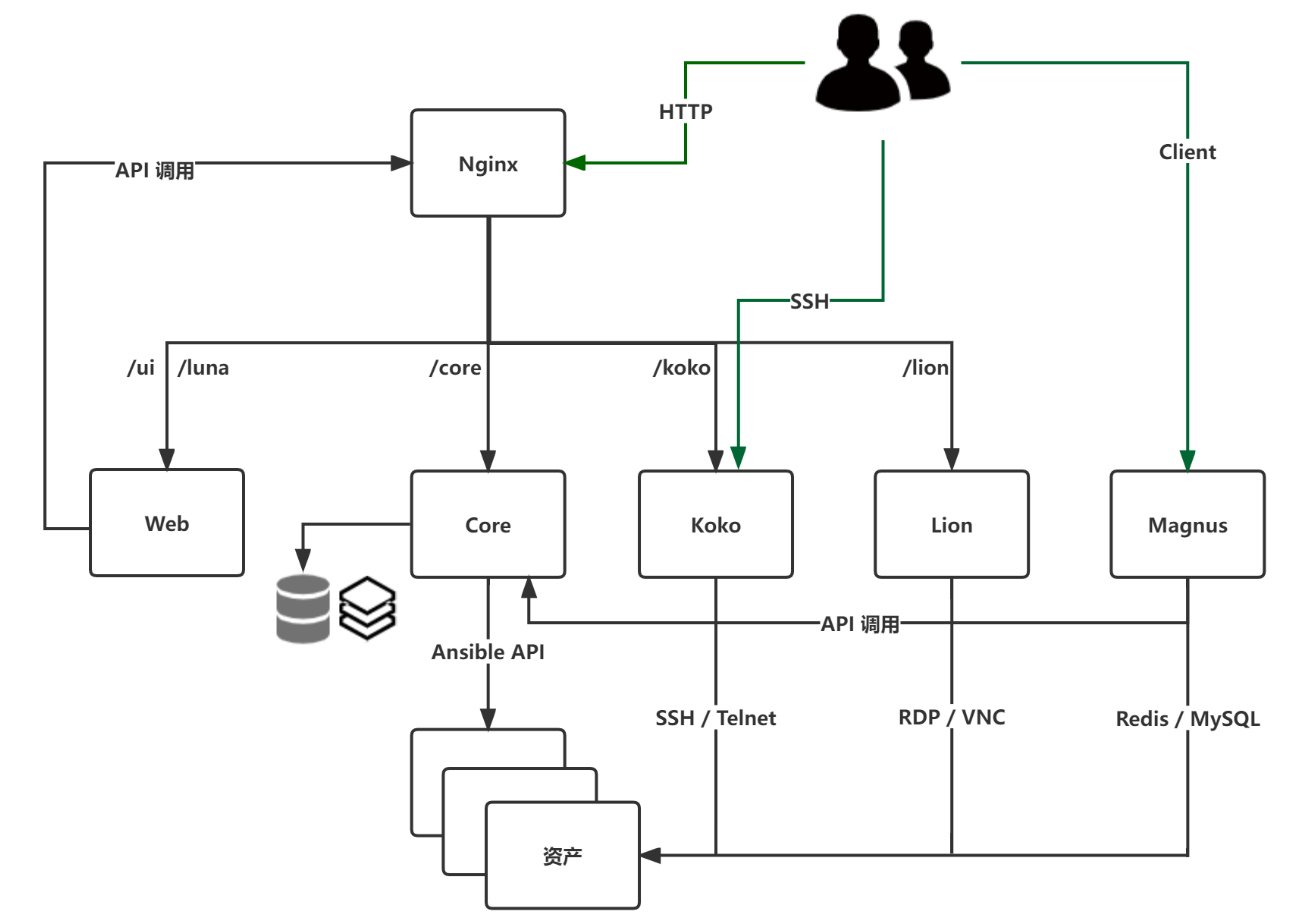 HTTP
Nginx
Client
API 调用
SSH
/ui
/luna
/core
/koko
/lion
Web
Core
Koko
Lion
Magnus
API 调用
Ansible API
SSH / Telnet
RDP / VNC
Redis / MySQL
资产